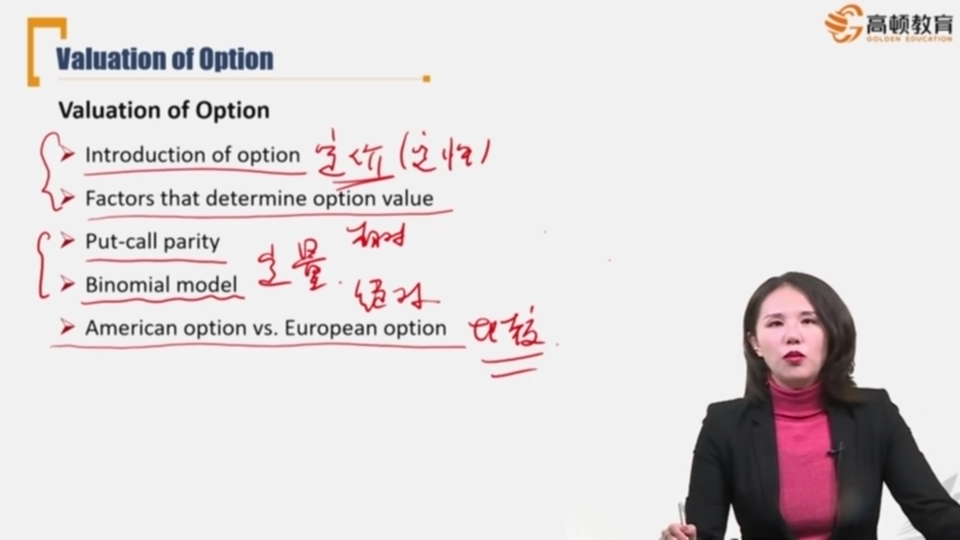 高顿教育
GOLDEN EDUCATION
Valuation of Option
Valuation of Option
Introduction of option 定价(定性)
Factors that determine option value
Put-call parity 相对
定量
Binomial model 绝对
American option vs. European option 比较